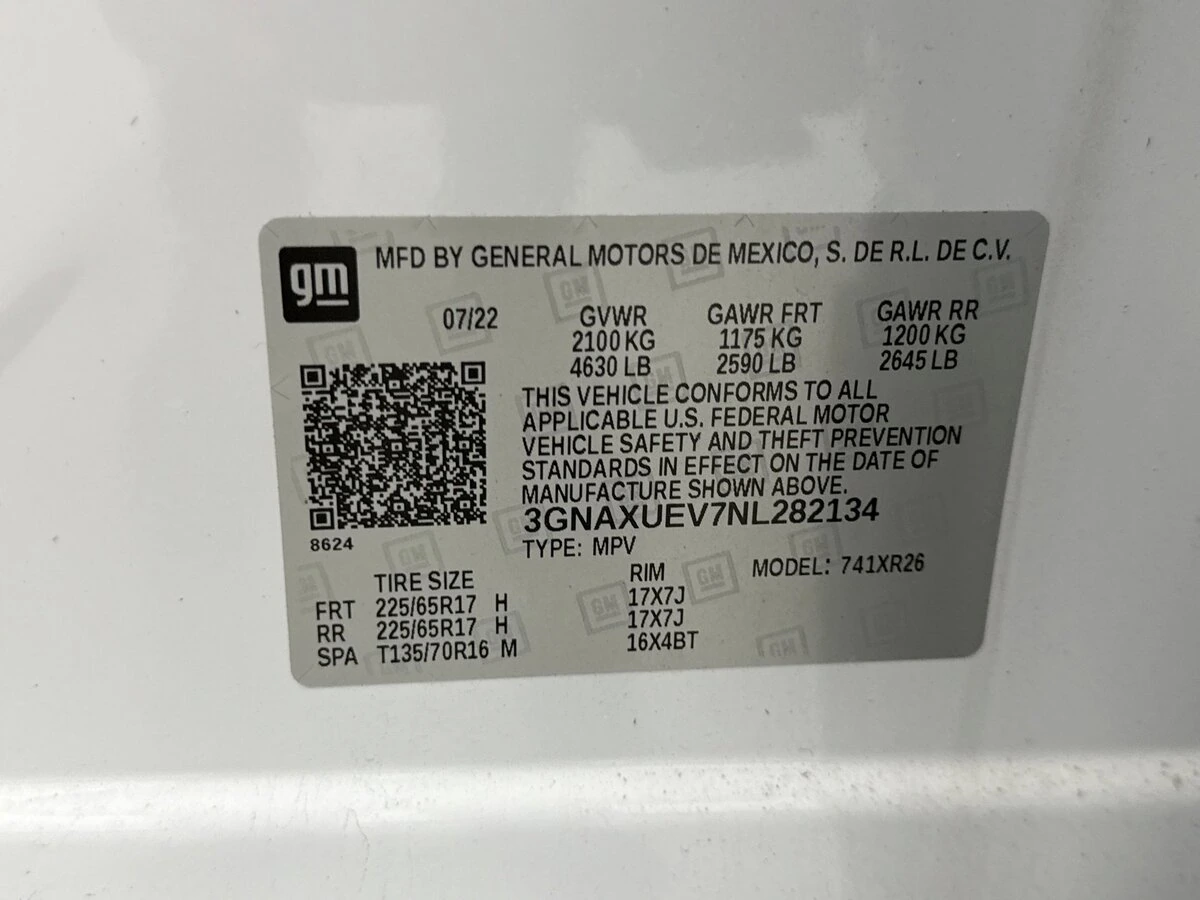 gm MFD BY GENERAL MOTORS DE MEXICO, S. DE R.L. DE C.V.
07/22 GVWR GAWR FRT GAWR RR
2100 KG 1175 KG 1200 KG
4630 LB 2590 LB 2645 LB
THIS VEHICLE CONFORMS TO ALL
APPLICABLE U.S. FEDERAL MOTOR
VEHICLE SAFETY AND THEFT PREVENTION
STANDARDS IN EFFECT ON THE DATE OF
MANUFACTURE SHOWN ABOVE.
3GNAXUEV7NL282134
8624
TYPE: MPV
MODEL: 741XR26
TIRE SIZE RIM
FRT 225/65R17 H 17X7J
RR 225/65R17 H 17X7J
SPA T135/70R16 M 16X4BT